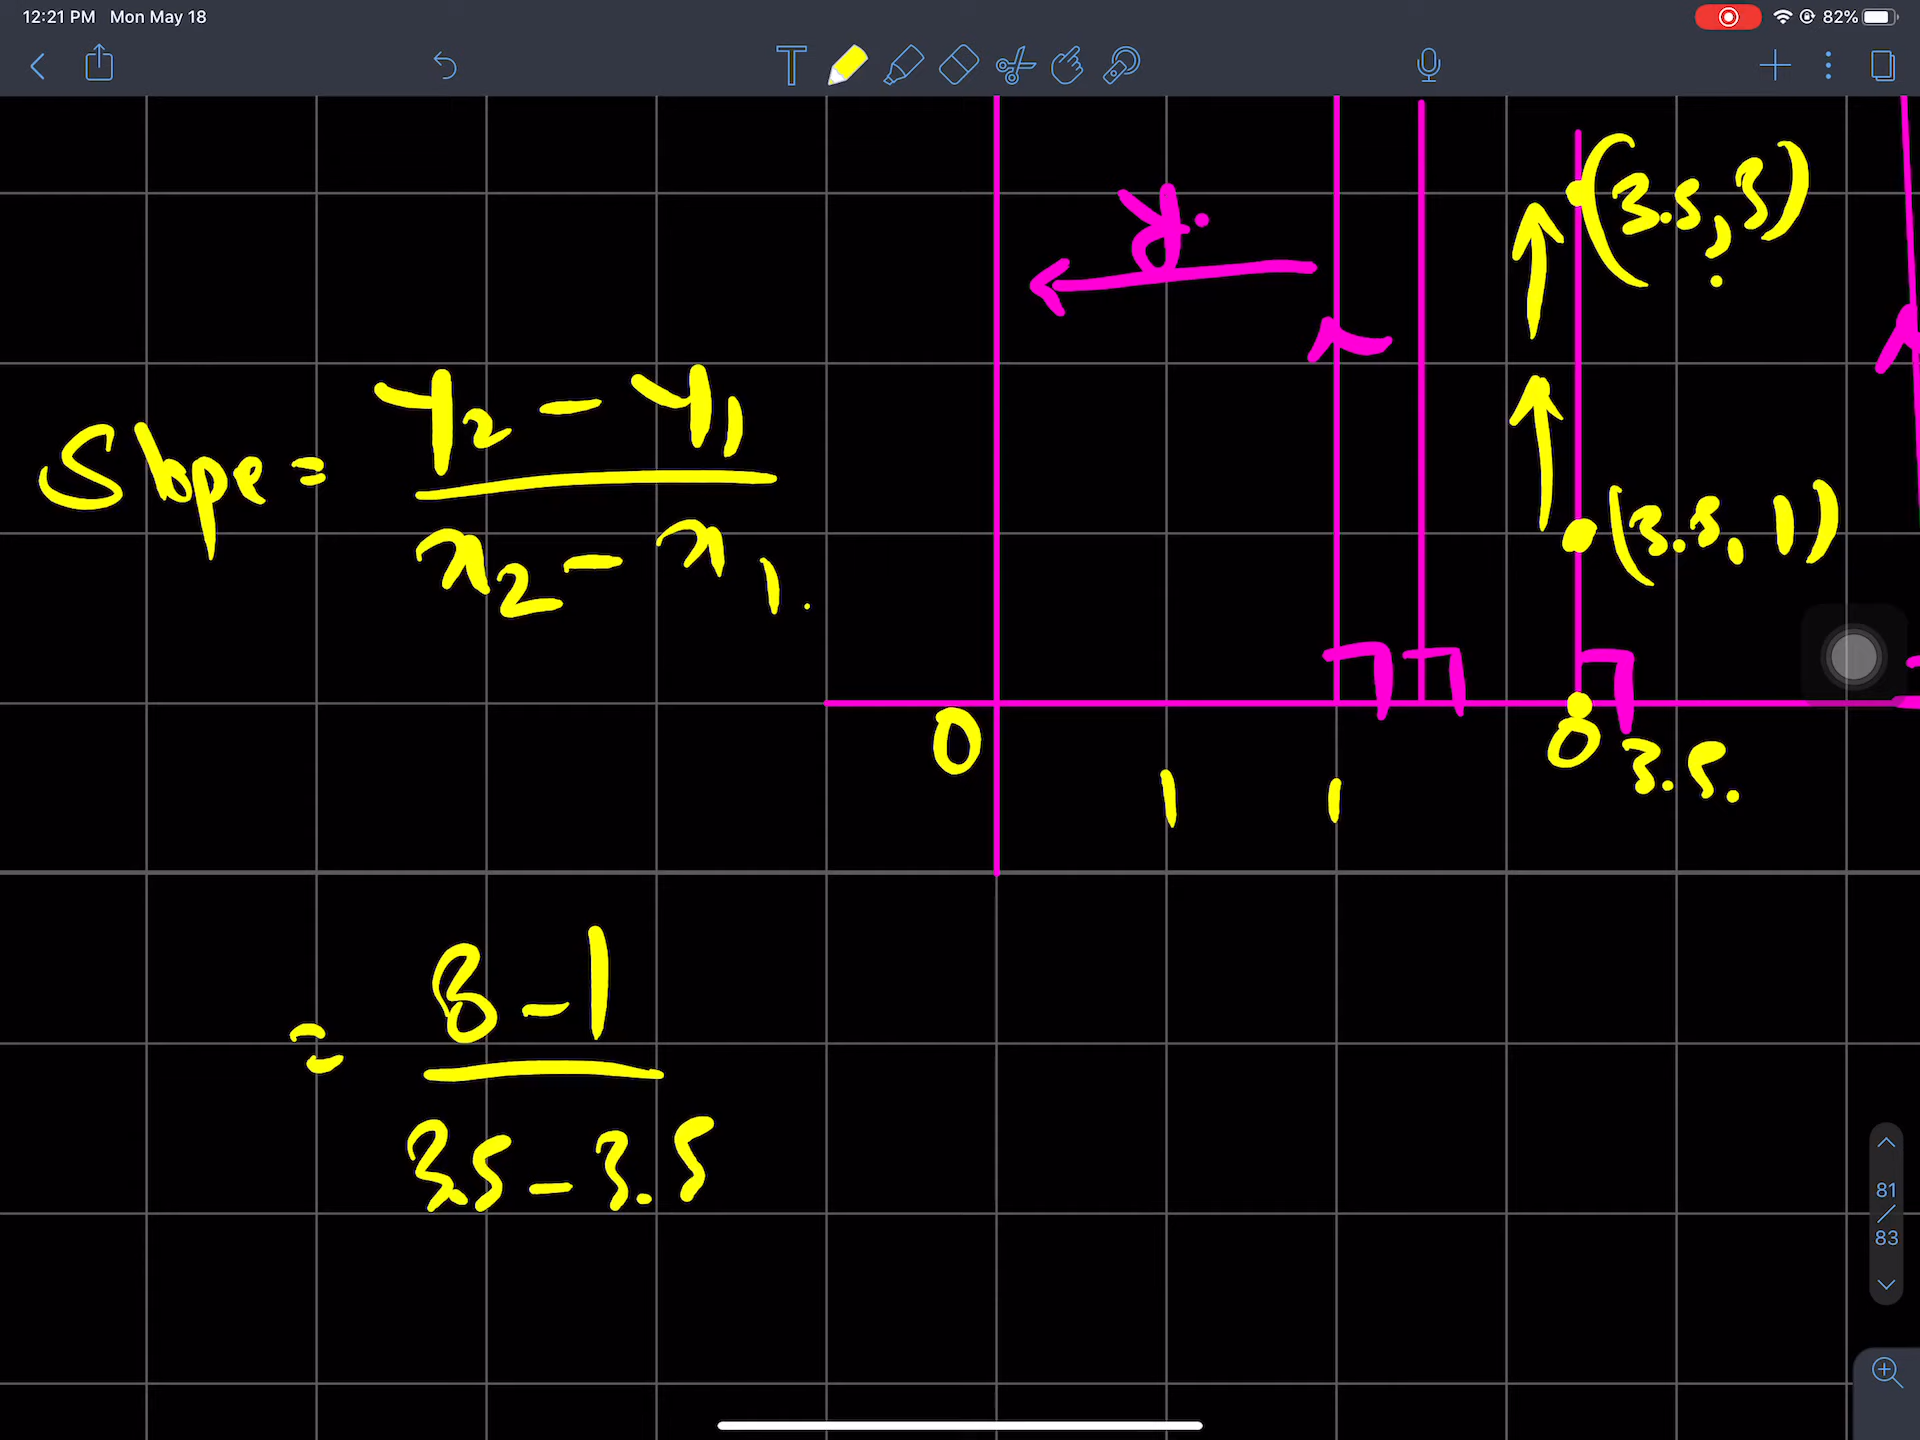 12:21 PM Mon May 18
82%
T
(3.5, 3)
Slope = y₂ - y₁
x₂ - x₁.
(3.5, 1)
0
0 3.5.
1 1
= 8 - 1
3.5 - 3.5
81
/
83